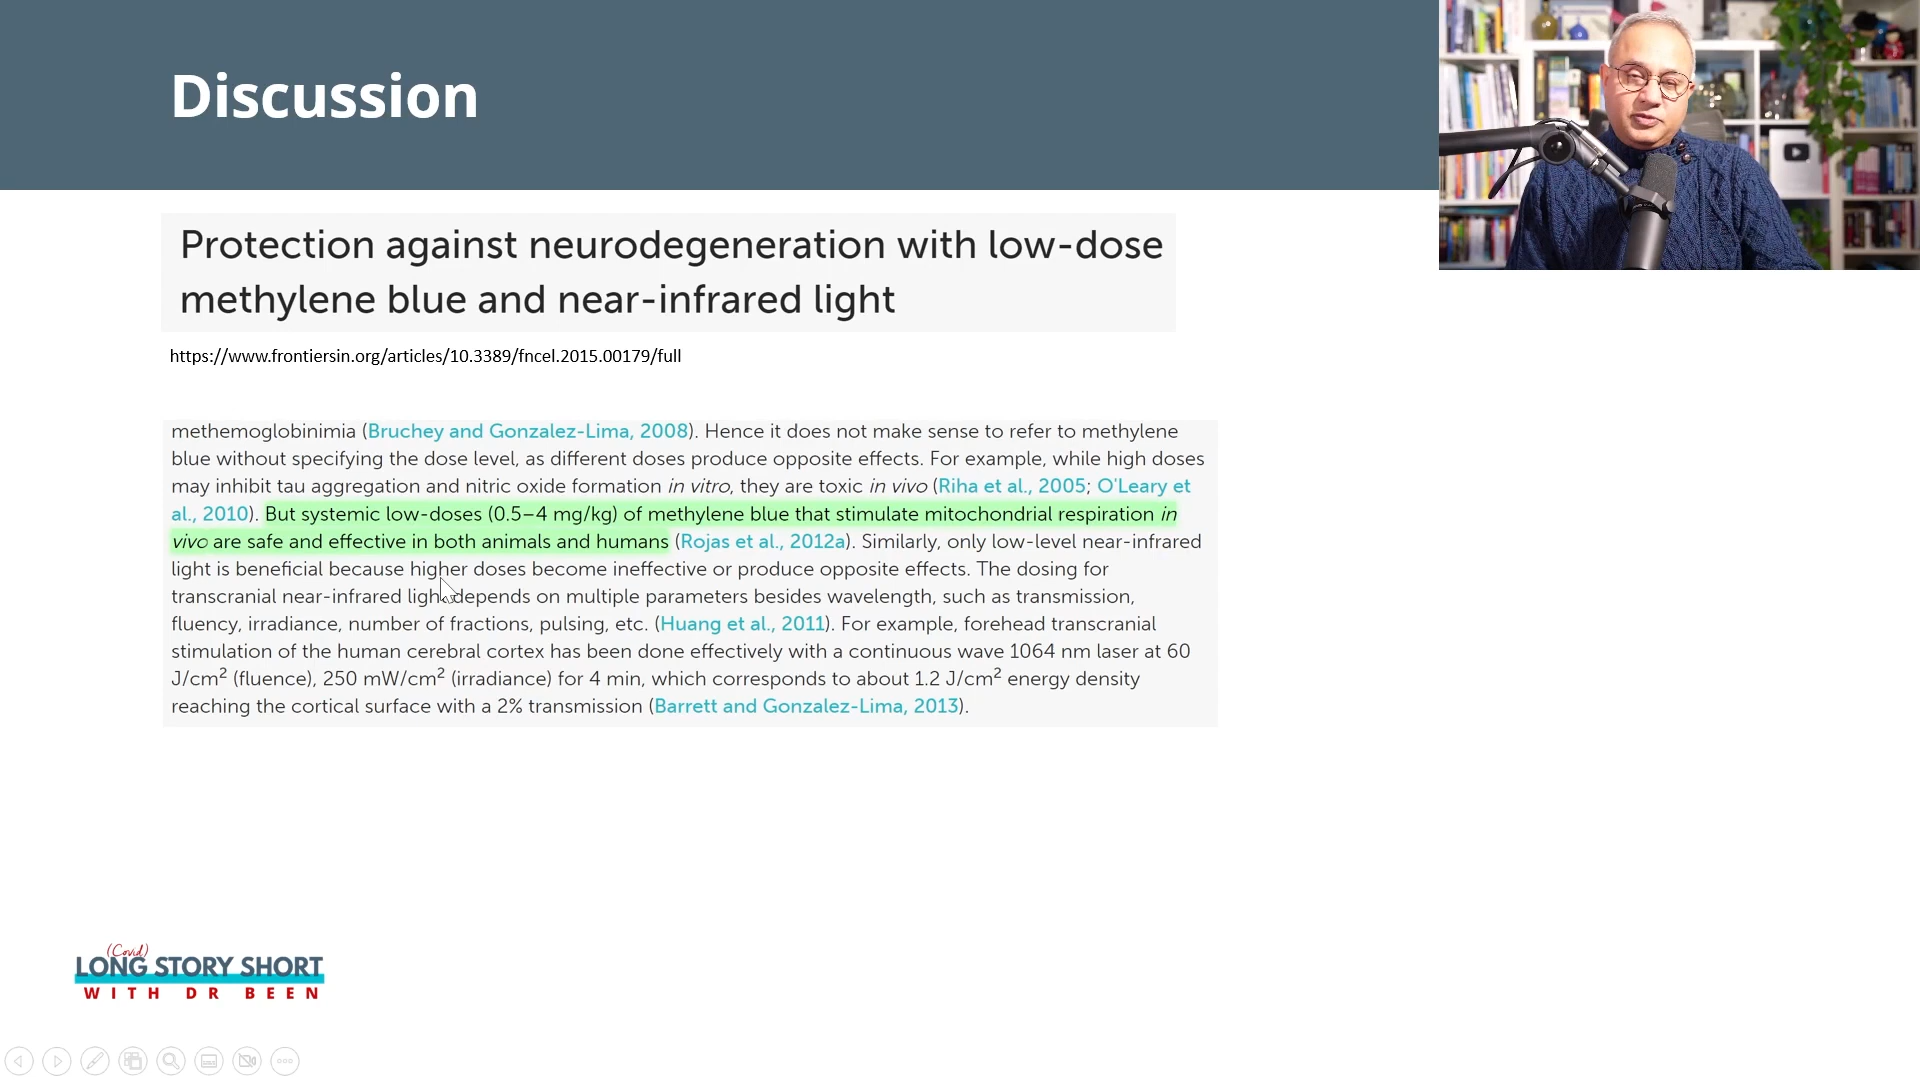 Discussion
Protection against neurodegeneration with low-dose
methylene blue and near-infrared light
https://www.frontiersin.org/articles/10.3389/fncel.2015.00179/full
methemoglobinimia (Bruchey and Gonzalez-Lima, 2008). Hence it does not make sense to refer to methylene
blue without specifying the dose level, as different doses produce opposite effects. For example, while high doses
may inhibit tau aggregation and nitric oxide formation in vitro, they are toxic in vivo (Riha et al., 2005; O'Leary et
al., 2010). But systemic low-doses (0.5–4 mg/kg) of methylene blue that stimulate mitochondrial respiration in
vivo are safe and effective in both animals and humans (Rojas et al., 2012a). Similarly, only low-level near-infrared
light is beneficial because higher doses become ineffective or produce opposite effects. The dosing for
transcranial near-infrared light depends on multiple parameters besides wavelength, such as transmission,
fluency, irradiance, number of fractions, pulsing, etc. (Huang et al., 2011). For example, forehead transcranial
stimulation of the human cerebral cortex has been done effectively with a continuous wave 1064 nm laser at 60
J/cm² (fluence), 250 mW/cm² (irradiance) for 4 min, which corresponds to about 1.2 J/cm² energy density
reaching the cortical surface with a 2% transmission (Barrett and Gonzalez-Lima, 2013).
(Covid)
LONG STORY SHORT
WITH DR BEEN